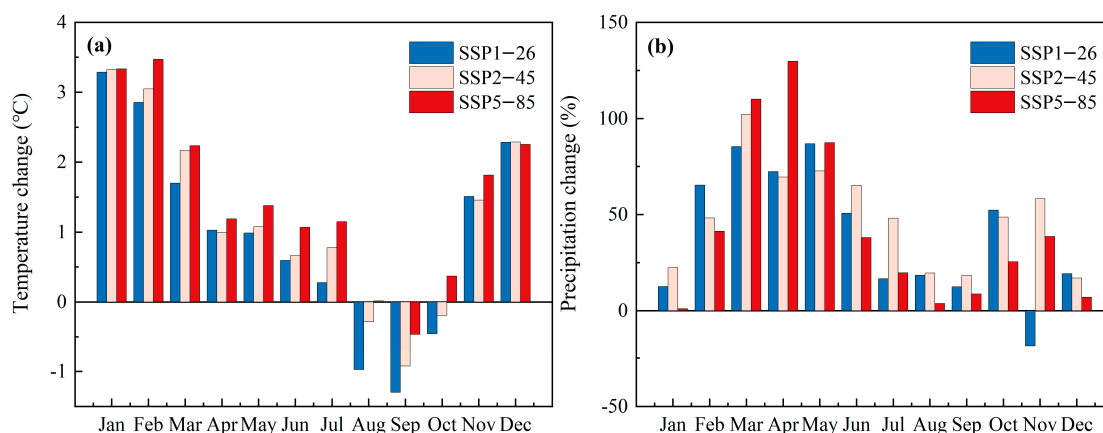 (a)
SSP1−26
SSP2−45
SSP5−85
Temperature change (℃)
4
3
2
1
0
-1
Jan Feb Mar Apr May Jun Jul Aug Sep Oct Nov Dec
(b)
SSP1−26
SSP2−45
SSP5−85
Precipitation change (%)
150
100
50
0
-50
Jan Feb Mar Apr May Jun Jul Aug Sep Oct Nov Dec